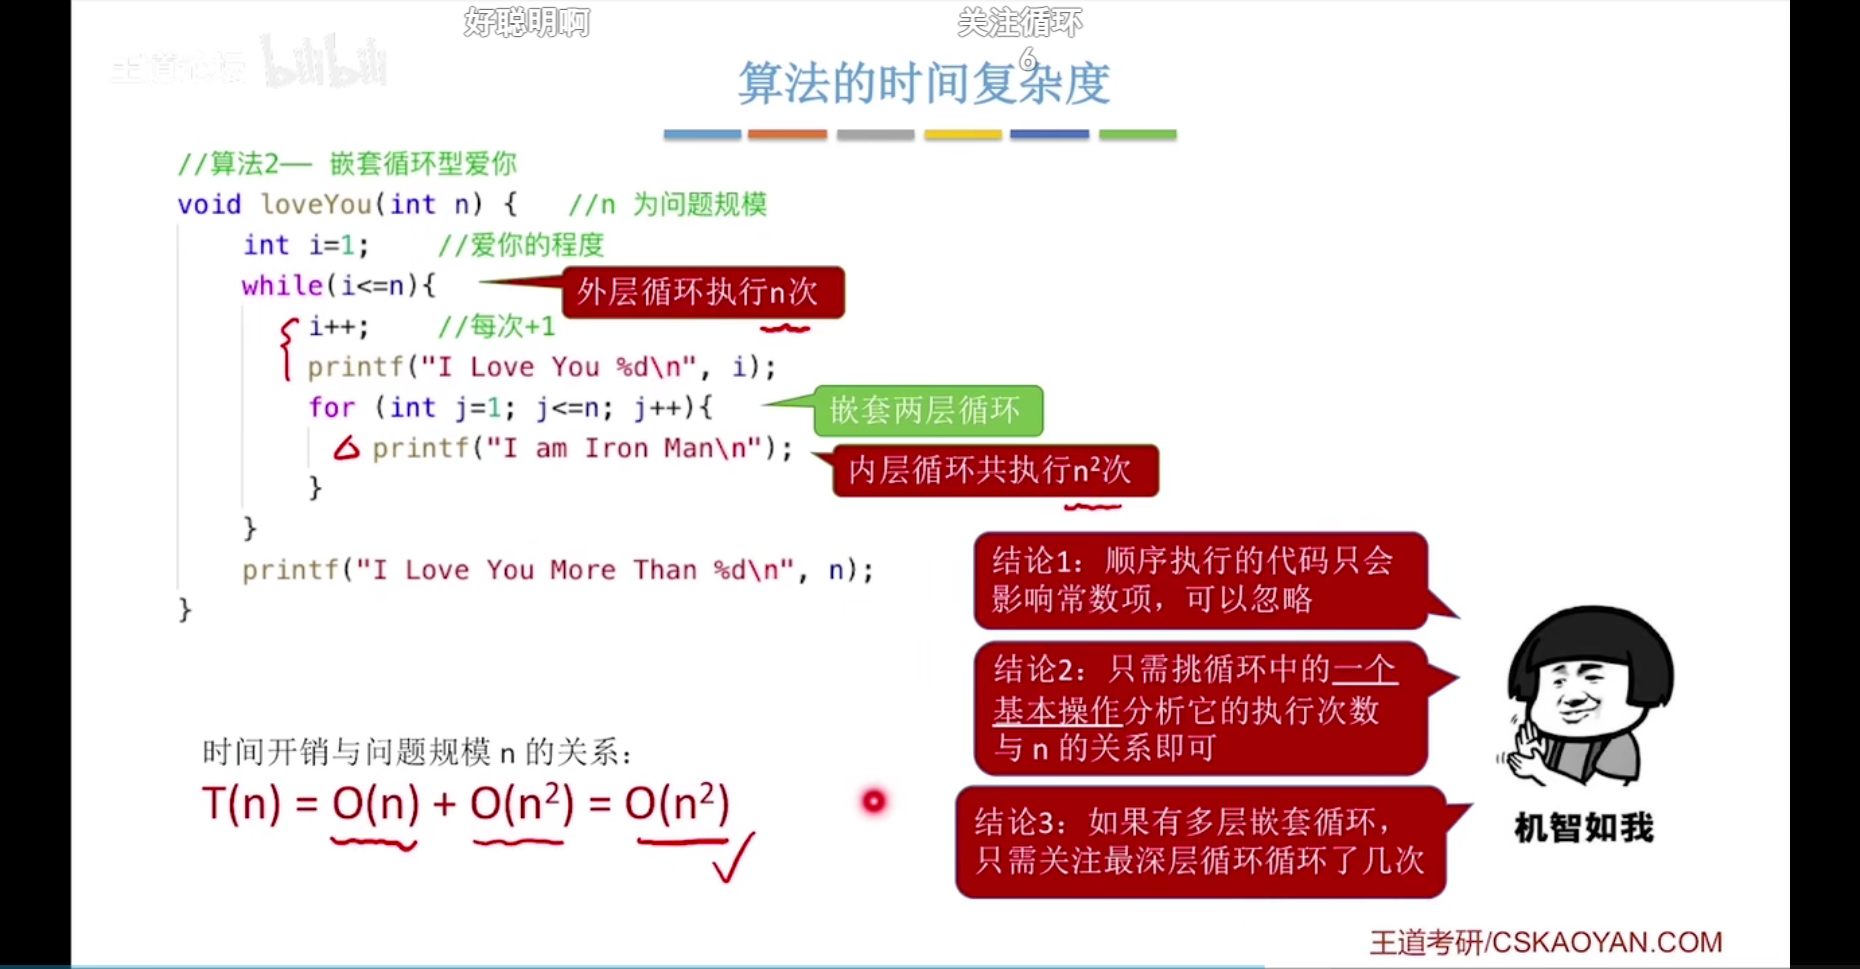 好聪明啊
关注循环
6
王道论坛 bilibili
算法的时间复杂度
//算法2—— 嵌套循环型爱你
void loveYou(int n) { //n 为问题规模
int i=1; //爱你的程度
while(i<=n){
外层循环执行n次
i++; //每次+1
printf("I Love You %d\n", i);
for (int j=1; j<=n; j++){
嵌套两层循环
printf("I am Iron Man\n");
内层循环共执行n²次
}
}
printf("I Love You More Than %d\n", n);
}
结论1：顺序执行的代码只会
影响常数项，可以忽略
结论2：只需挑循环中的一个
基本操作分析它的执行次数
与 n 的关系即可
结论3：如果有多层嵌套循环，
只需关注最深层循环循环了几次
机智如我
时间开销与问题规模 n 的关系：
T(n) = O(n) + O(n²) = O(n²)
王道考研/CSKAOYAN.COM